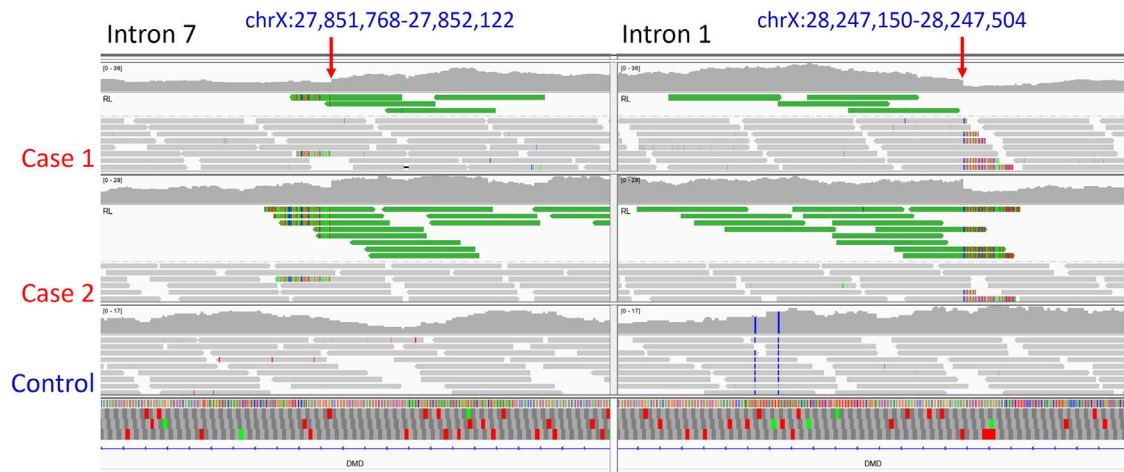 chrX:27,851,768-27,852,122
chrX:28,247,150-28,247,504
Intron 7
Intron 1
[0 - 36]
[0 - 36]
RL
RL
Case 1
[0 - 29]
[0 - 29]
RL
RL
Case 2
[0 - 17]
[0 - 17]
Control
DMD
DMD